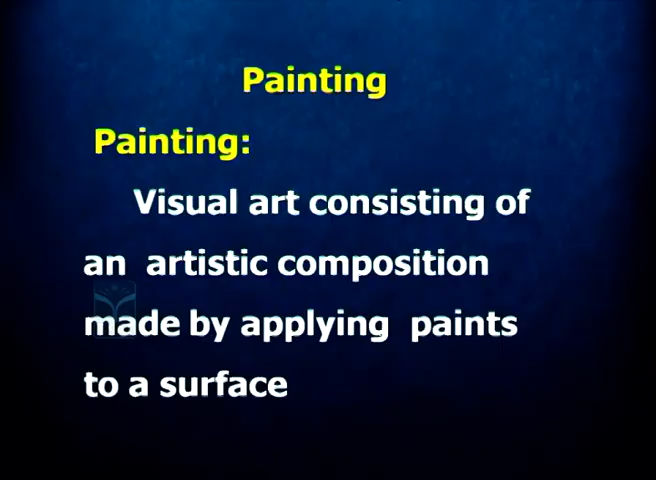 Painting
Painting:
Visual art consisting of
an artistic composition
made by applying paints
to a surface